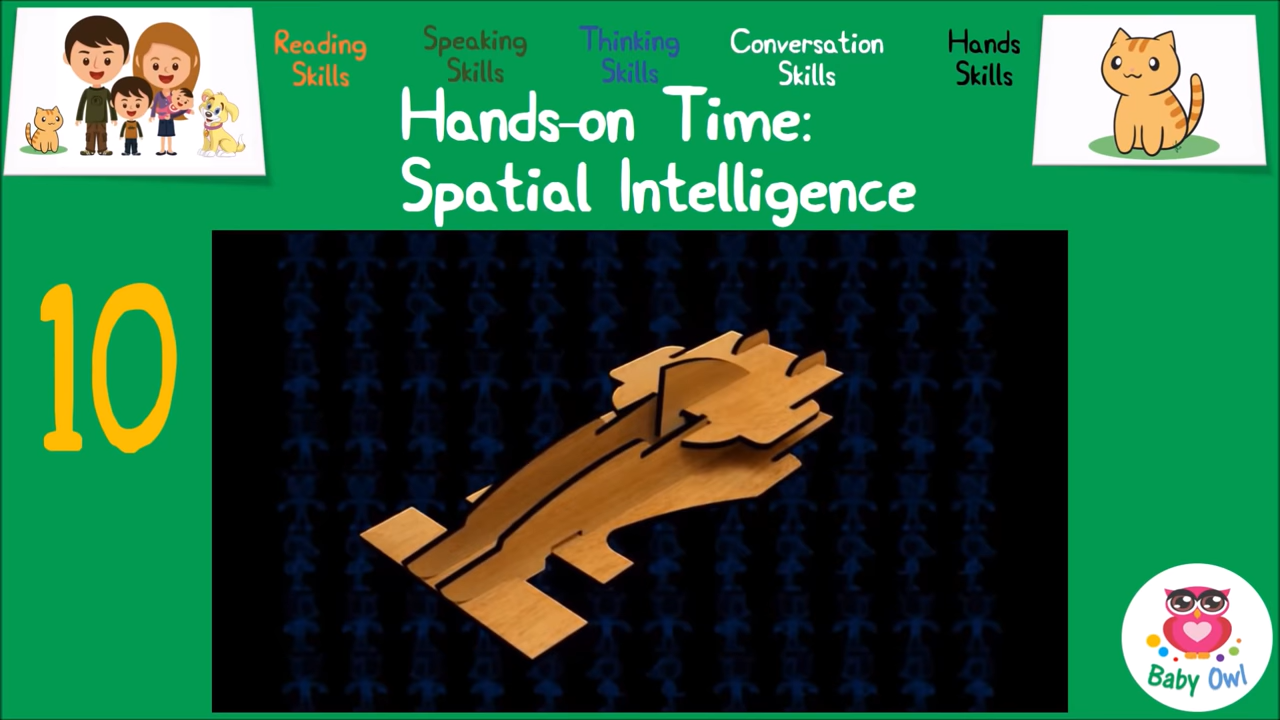 Reading
Skills
Speaking
Skills
Thinking
Skills
Conversation
Skills
Hands
Skills
Hands-on Time:
Spatial Intelligence
10
Baby Owl